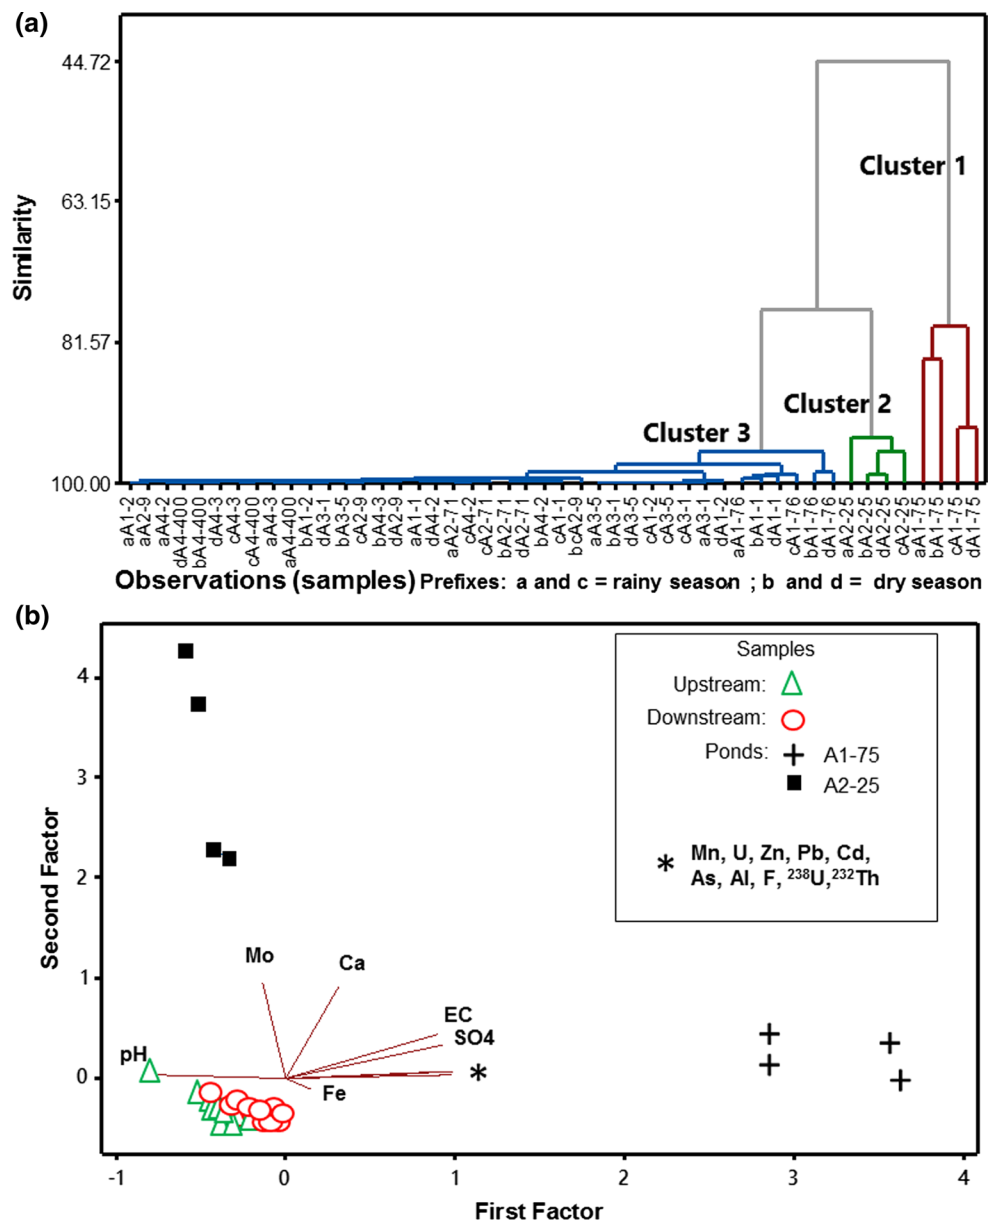 (a)
44.72
63.15
81.57
100.00
Similarity
Cluster 1
Cluster 2
Cluster 3
aA1-2
aA2-9
aA4-2
dA4-400
bA4-400
dA4-3
cA4-3
cA4-400
aA4-3
aA4-400
bA1-2
dA3-1
bA3-5
cA2-9
bA4-3
dA2-9
aA1-1
dA4-2
aA2-71
cA4-2
cA2-71
bA2-71
dA2-71
bA4-2
cA1-1
bcA2-9
aA3-5
bA3-1
dA3-5
cA1-2
cA3-5
cA3-1
aA3-1
dA1-2
aA1-76
bA1-1
dA1-1
cA1-76
bA1-76
dA1-76
aA2-25
bA2-25
dA2-25
cA2-25
aA1-75
bA1-75
cA1-75
dA1-75
Observations (samples) Prefixes: a and c = rainy season ; b and d = dry season
(b)
4
3
2
1
0
Second Factor
Samples
Upstream:
Downstream:
Ponds: A1-75
A2-25
* Mn, U, Zn, Pb, Cd,
As, Al, F, ²³⁸U,²³²Th
Mo
Ca
EC
SO4
*
pH
Fe
-1 0 1 2 3 4
First Factor